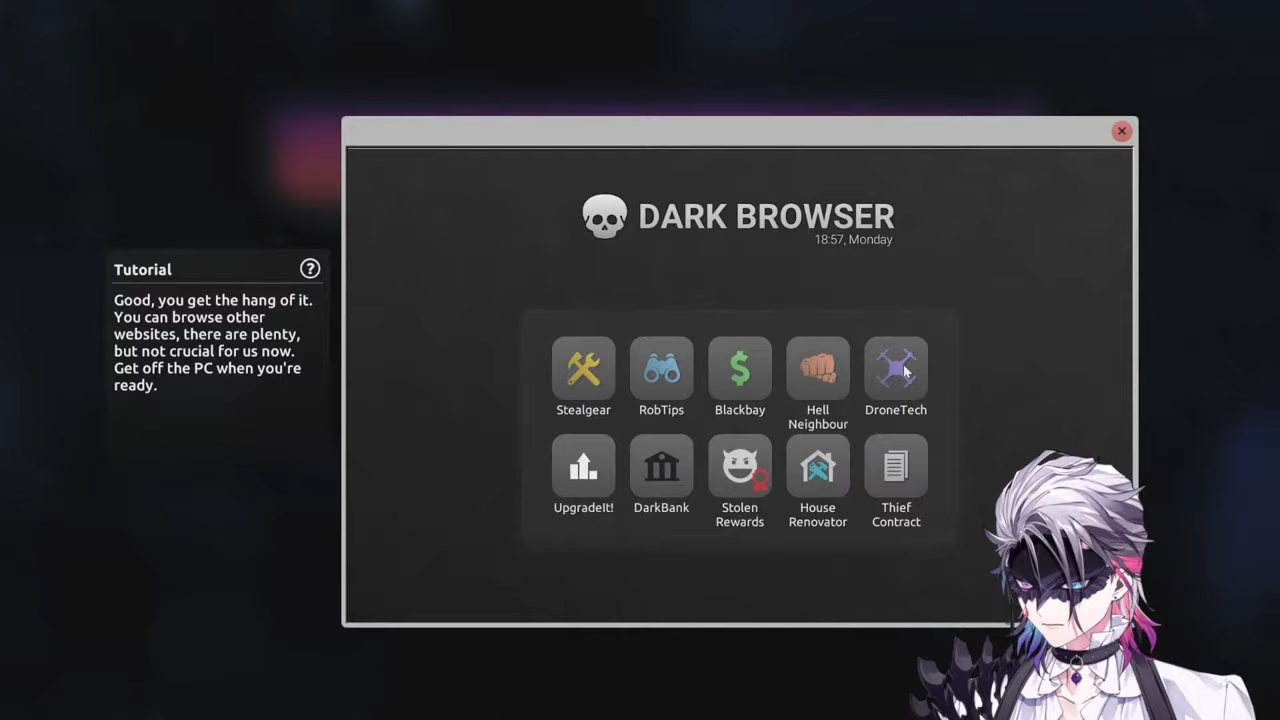 DARK BROWSER
18:57, Monday
Tutorial
?
Good, you get the hang of it.
You can browse other
websites, there are plenty,
but not crucial for us now.
Get off the PC when you're
ready.
Stealgear
RobTips
Blackbay
Hell
Neighbour
DroneTech
UpgradeIt!
DarkBank
Stolen
Rewards
House
Renovator
Thief
Contract